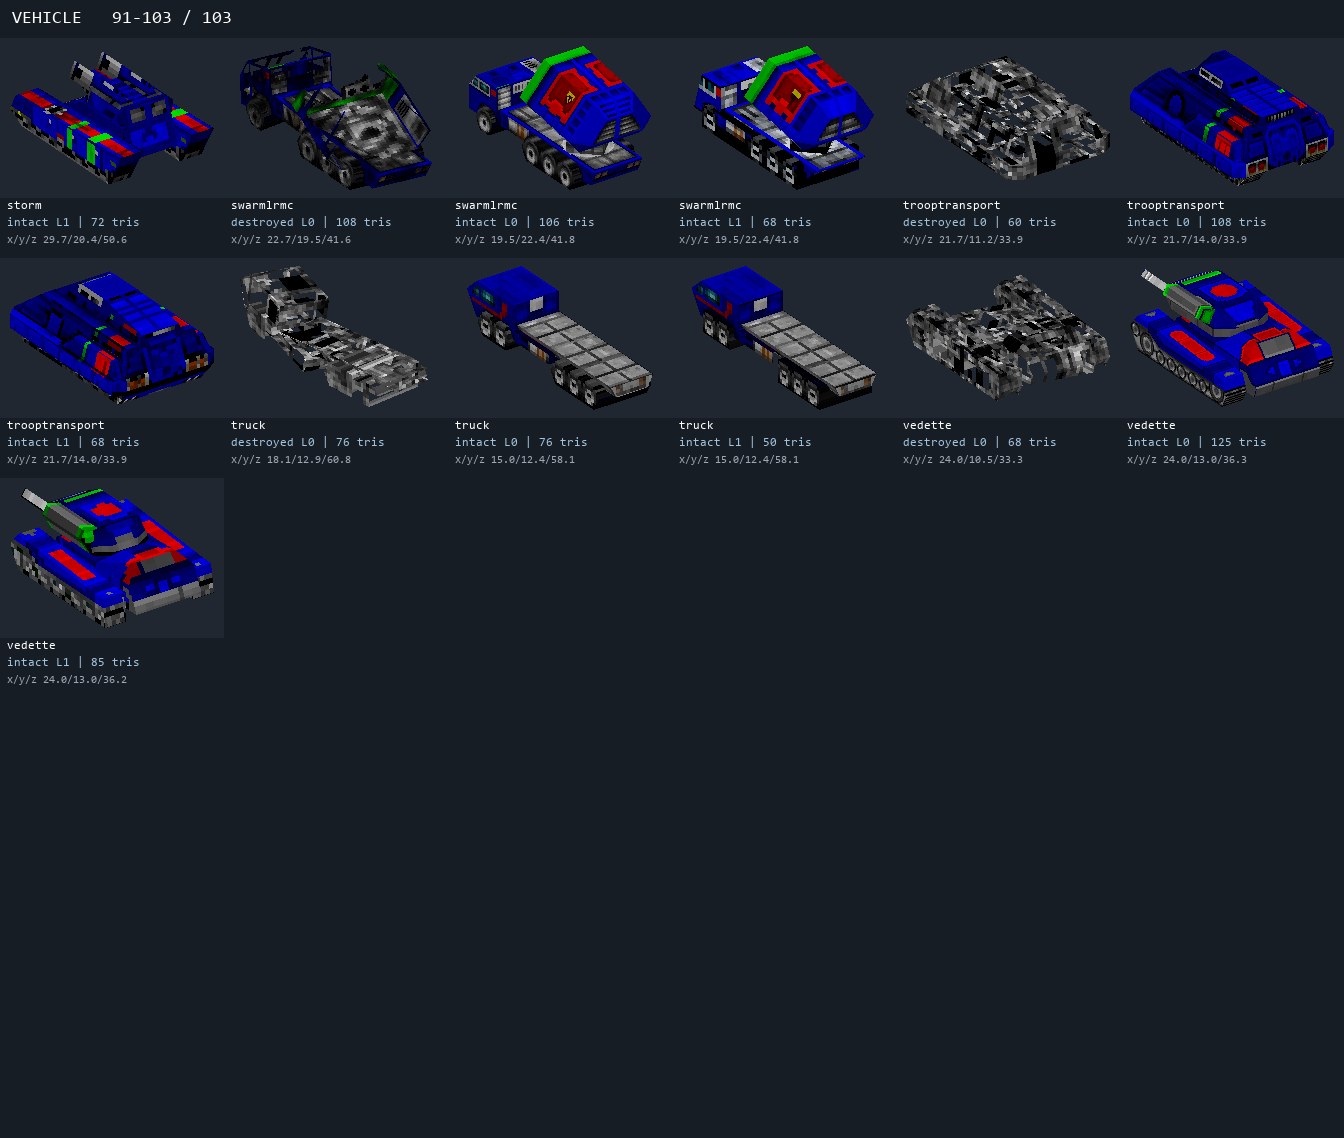 VEHICLE 91-103 / 103
storm
intact L1 | 72 tris
x/y/z 29.7/20.4/50.6
swarmlrmc
destroyed L0 | 108 tris
x/y/z 22.7/19.5/41.6
swarmlrmc
intact L0 | 106 tris
x/y/z 19.5/22.4/41.8
swarmlrmc
intact L1 | 68 tris
x/y/z 19.5/22.4/41.8
trooptransport
destroyed L0 | 60 tris
x/y/z 21.7/11.2/33.9
trooptransport
intact L0 | 108 tris
x/y/z 21.7/14.0/33.9
trooptransport
intact L1 | 68 tris
x/y/z 21.7/14.0/33.9
truck
destroyed L0 | 76 tris
x/y/z 18.1/12.9/60.8
truck
intact L0 | 76 tris
x/y/z 15.0/12.4/58.1
truck
intact L1 | 50 tris
x/y/z 15.0/12.4/58.1
vedette
destroyed L0 | 68 tris
x/y/z 24.0/10.5/33.3
vedette
intact L0 | 125 tris
x/y/z 24.0/13.0/36.3
vedette
intact L1 | 85 tris
x/y/z 24.0/13.0/36.2